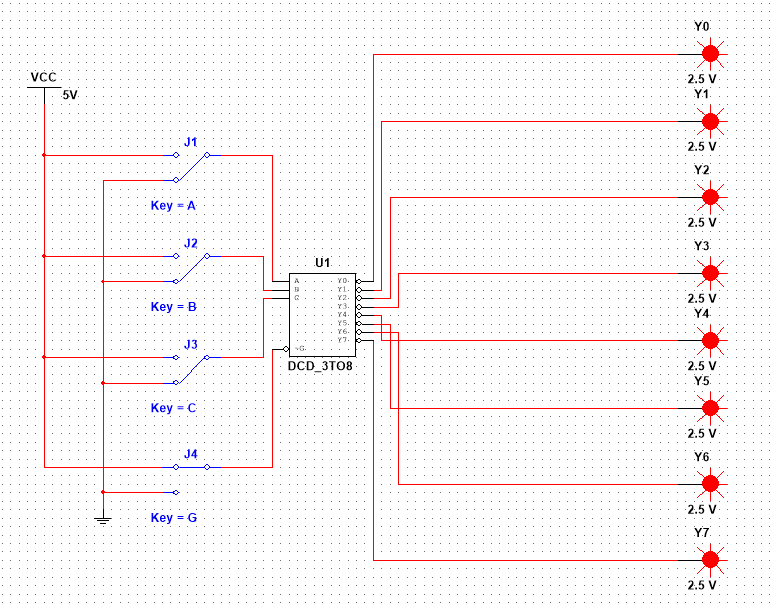 VCC
5V
J1
Key = A
J2
Key = B
J3
Key = C
J4
Key = G
U1
A
B
C
~G
Y0
Y1
Y2
Y3
Y4
Y5
Y6
Y7
DCD_3TO8
Y0
2.5 V
Y1
2.5 V
Y2
2.5 V
Y3
2.5 V
Y4
2.5 V
Y5
2.5 V
Y6
2.5 V
Y7
2.5 V